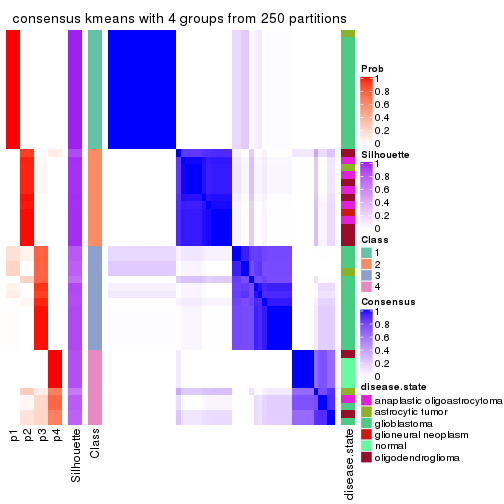 consensus kmeans with 4 groups from 250 partitions
Prob
1
0.8
0.6
0.4
0.2
0
Silhouette
1
0.8
0.6
0.4
0.2
0
Class
1
2
3
4
Consensus
1
0.8
0.6
0.4
0.2
0
disease.state
anaplastic oligoastrocytoma
astrocytic tumor
glioblastoma
glioneural neoplasm
normal
oligodendroglioma
p1
p2
p3
p4
Silhouette
Class
disease.state